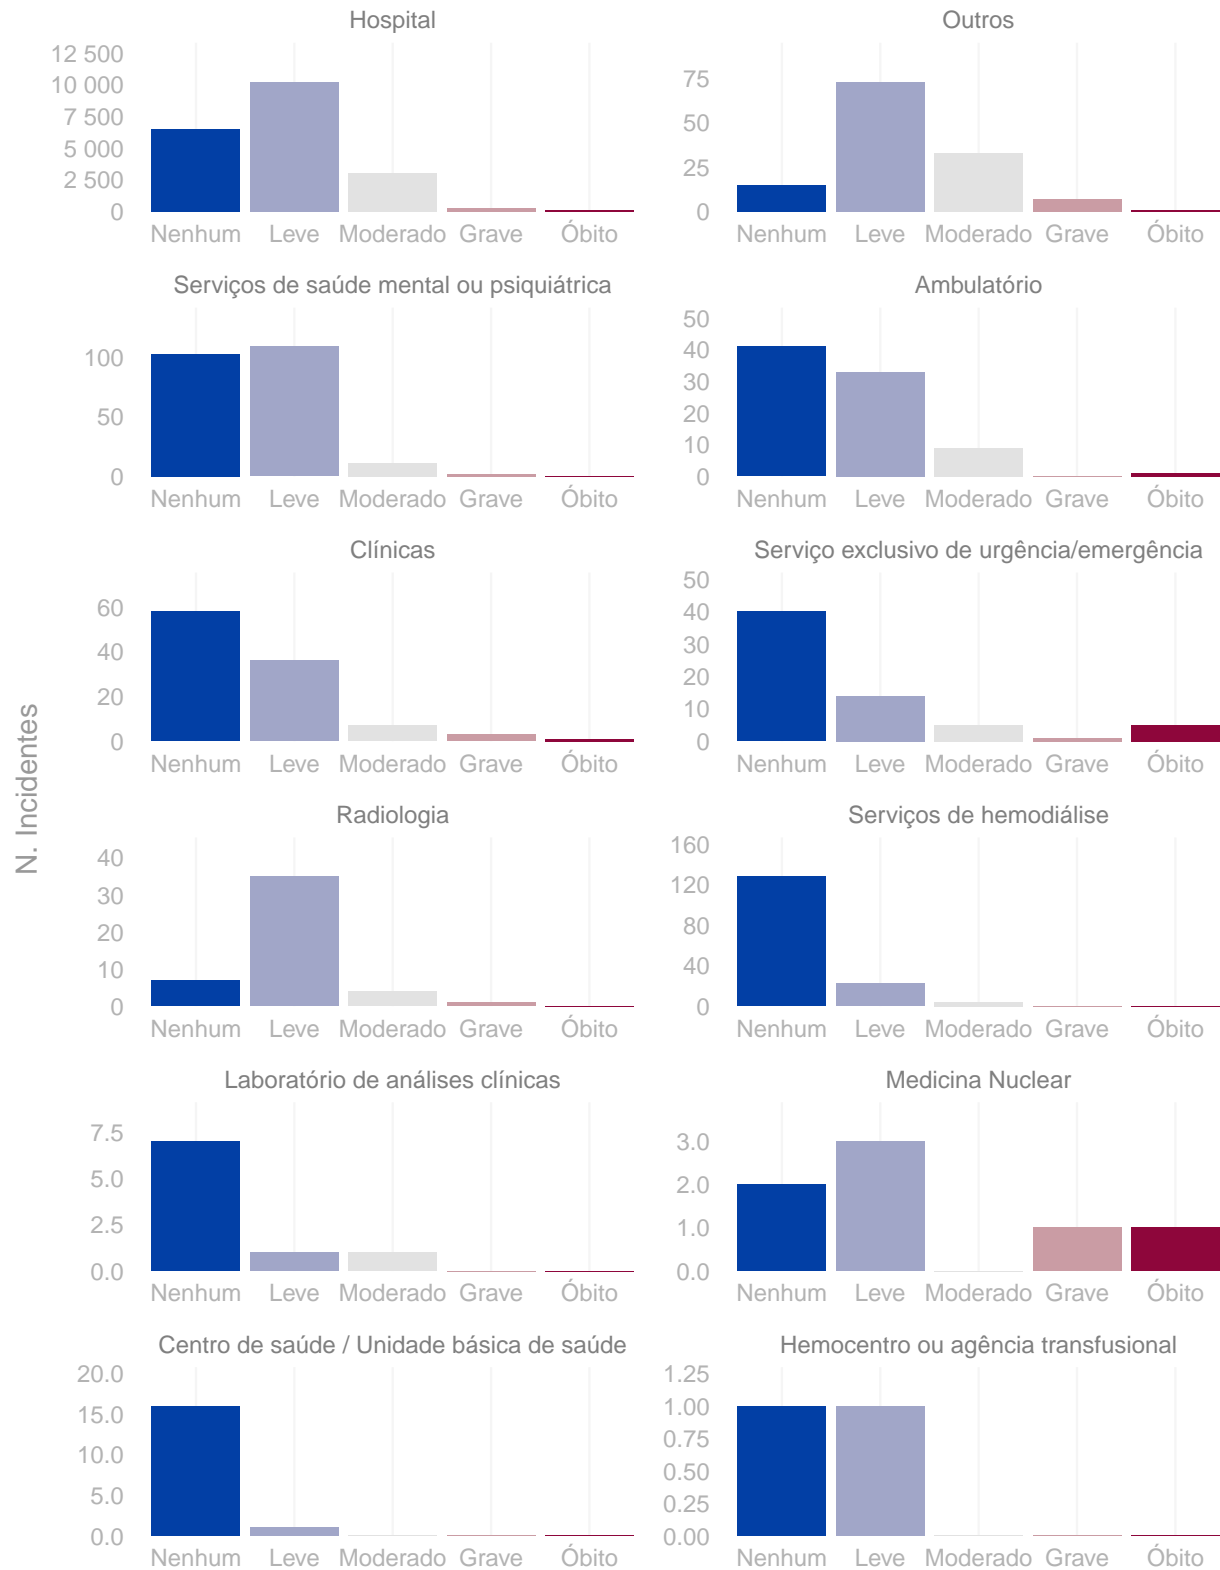 Hospital
12 500
10 000
7 500
5 000
2 500
0
Nenhum Leve Moderado Grave Óbito
Outros
75
50
25
0
Nenhum Leve Moderado Grave Óbito
Serviços de saúde mental ou psiquiátrica
100
50
0
Nenhum Leve Moderado Grave Óbito
Ambulatório
50
40
30
20
10
0
Nenhum Leve Moderado Grave Óbito
Clínicas
60
40
20
0
Nenhum Leve Moderado Grave Óbito
Serviço exclusivo de urgência/emergência
50
40
30
20
10
0
Nenhum Leve Moderado Grave Óbito
N. Incidentes
Radiologia
40
30
20
10
0
Nenhum Leve Moderado Grave Óbito
Serviços de hemodiálise
160
120
80
40
0
Nenhum Leve Moderado Grave Óbito
Laboratório de análises clínicas
7.5
5.0
2.5
0.0
Nenhum Leve Moderado Grave Óbito
Medicina Nuclear
3.0
2.0
1.0
0.0
Nenhum Leve Moderado Grave Óbito
Centro de saúde / Unidade básica de saúde
20.0
15.0
10.0
5.0
0.0
Nenhum Leve Moderado Grave Óbito
Hemocentro ou agência transfusional
1.25
1.00
0.75
0.50
0.25
0.00
Nenhum Leve Moderado Grave Óbito